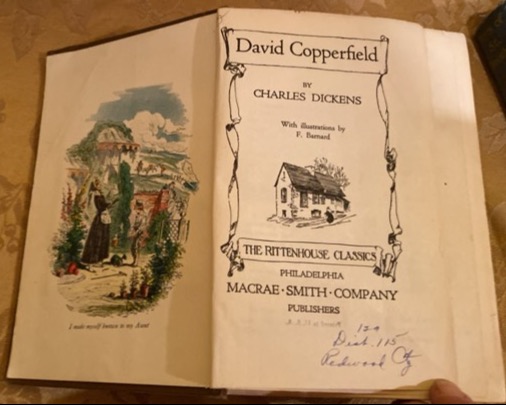 David Copperfield
BY
CHARLES DICKENS
With illustrations by
F. Barnard
THE RITTENHOUSE CLASSICS
PHILADELPHIA
MACRAE · SMITH · COMPANY
PUBLISHERS
120
Dist. 115
Redwood Cty
I made myself known to my Aunt